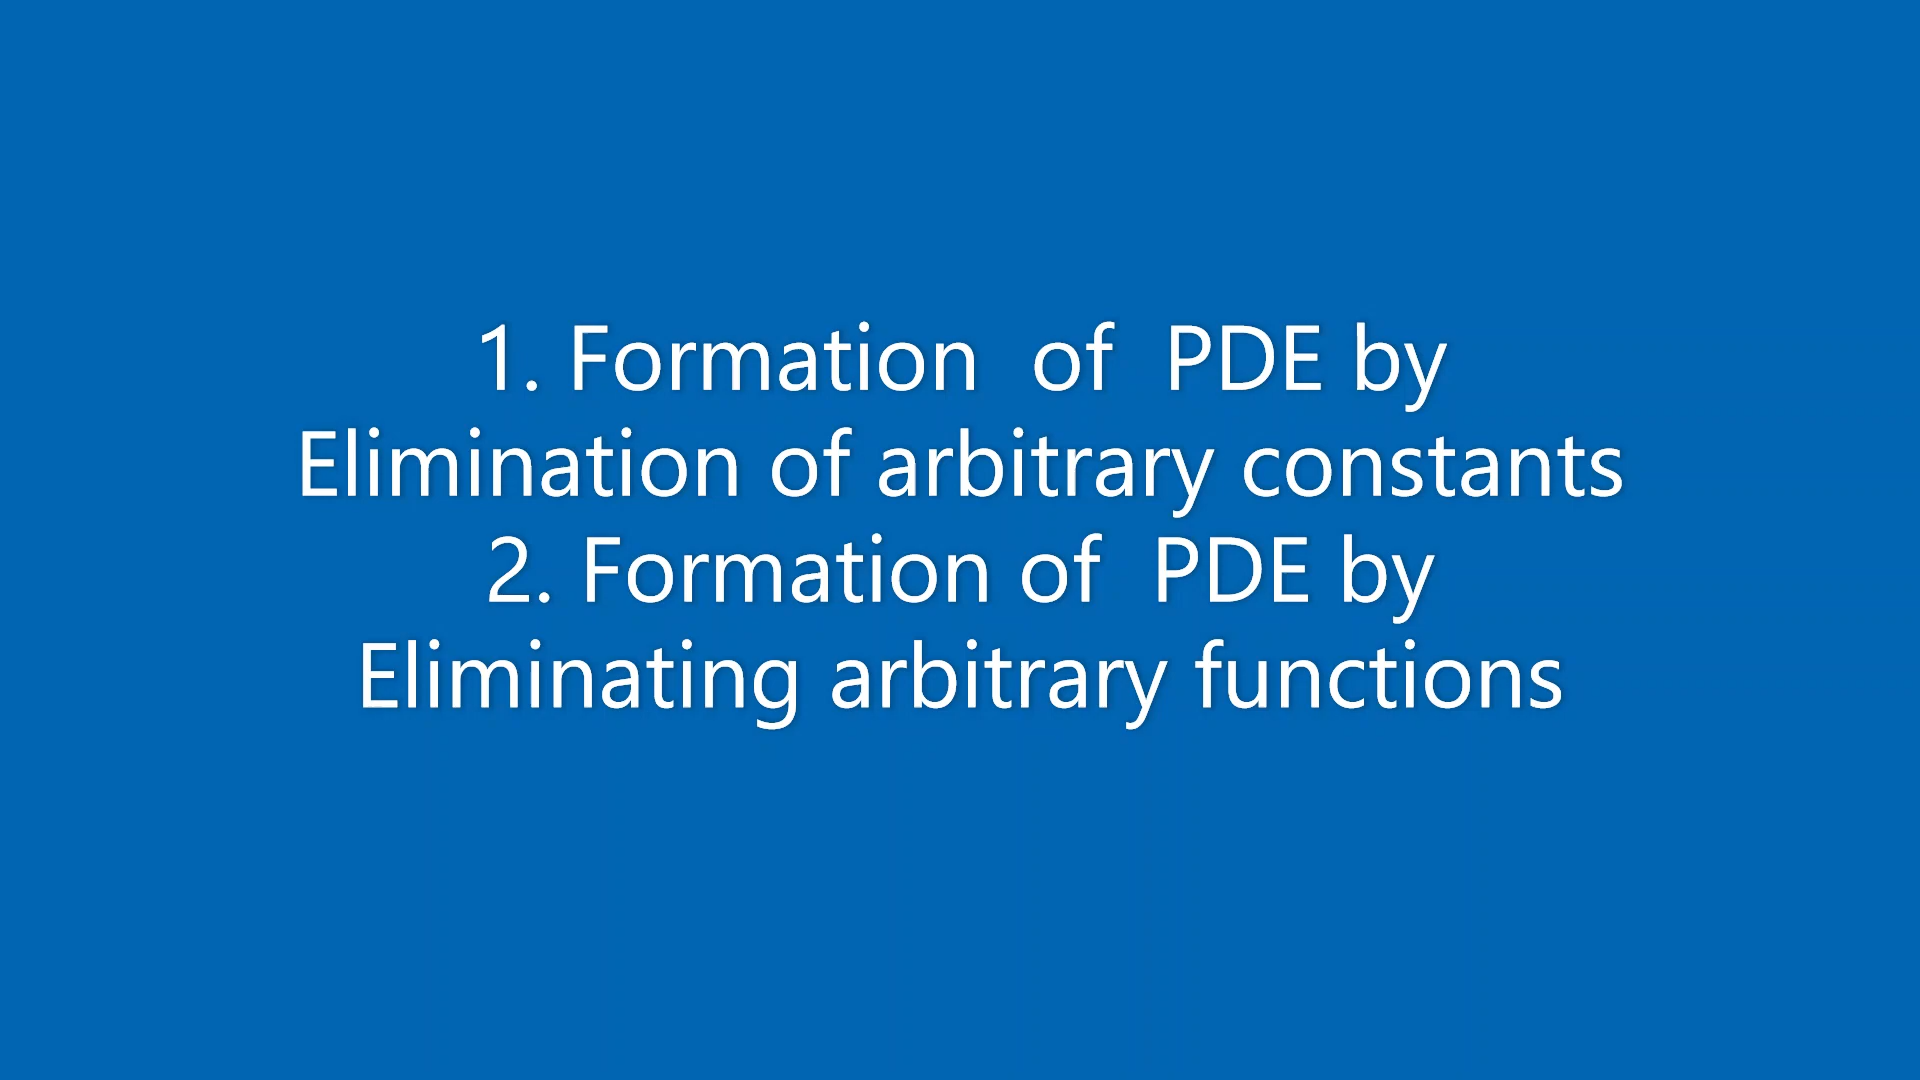 1. Formation of PDE by
Elimination of arbitrary constants
2. Formation of PDE by
Eliminating arbitrary functions